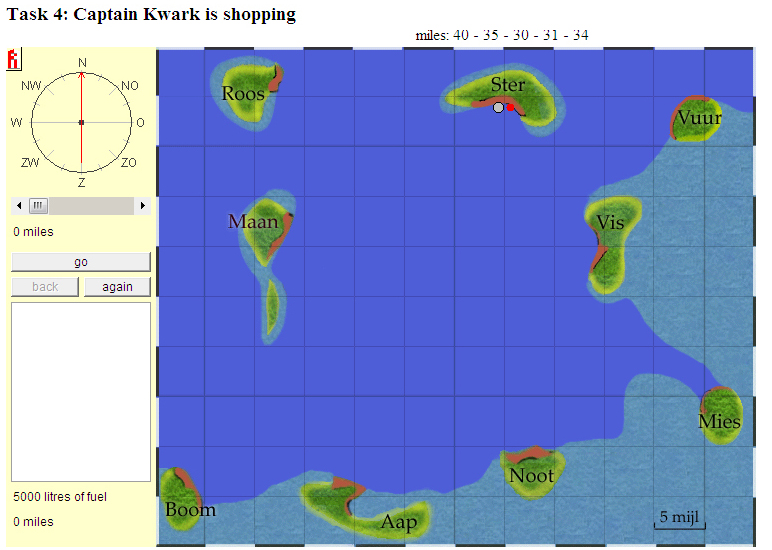 Task 4: Captain Kwark is shopping
miles: 40 - 35 - 30 - 31 - 34
N
NW NO
W O
ZW ZO
Z
0 miles
go
back again
5000 litres of fuel
0 miles
Roos
Ster
Vuur
Maan
Vis
Mies
Noot
Boom
Aap
5 mijl